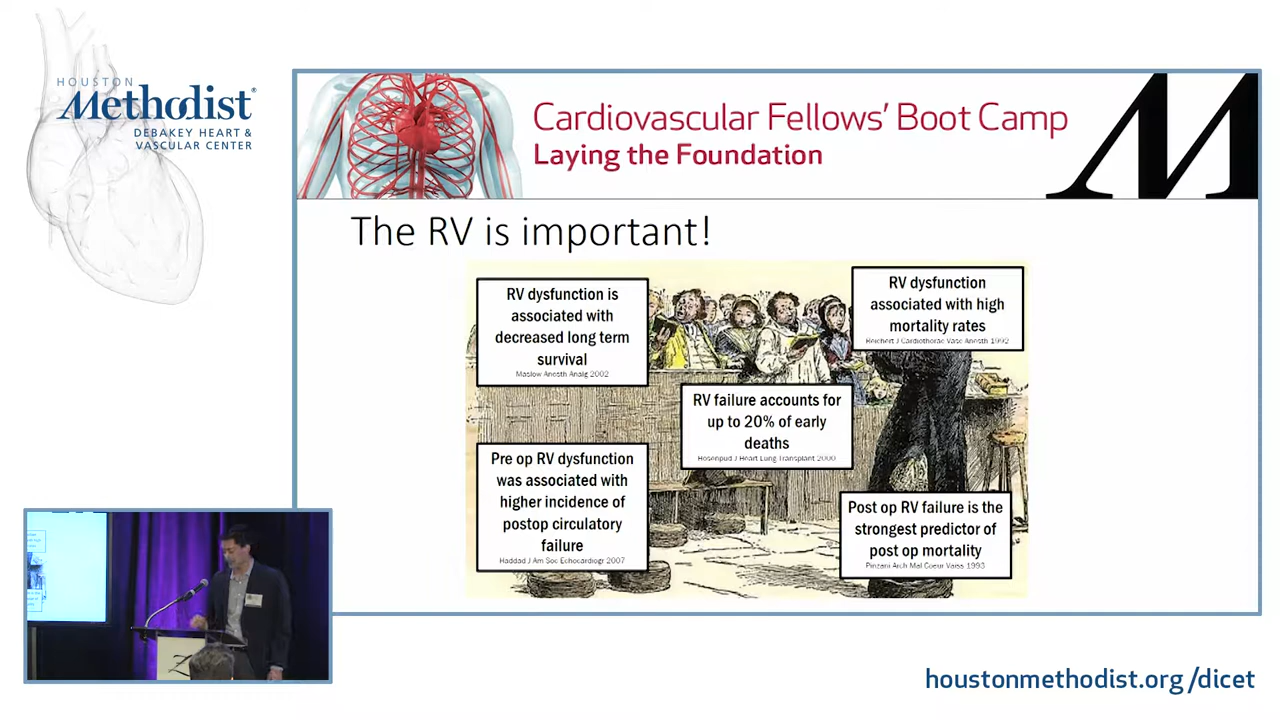 HOUSTON
Methodist®
DEBAKEY HEART &
VASCULAR CENTER
Cardiovascular Fellows' Boot Camp
Laying the Foundation
M
The RV is important!
RV dysfunction is
associated with
decreased long term
survival
Maslow Anesth Analg 2002
RV dysfunction
associated with high
mortality rates
Reichert J Cardiothorac Vasc Anesth 1992
RV failure accounts for
up to 20% of early
deaths
Hosenpud J Heart Lung Transplant 2000
Pre op RV dysfunction
was associated with
higher incidence of
postop circulatory
failure
Haddad J Am Soc Echocardiogr 2007
Post op RV failure is the
strongest predictor of
post op mortality
Pinzani Arch Mal Coeur Vaiss 1993
houstonmethodist.org/dicet